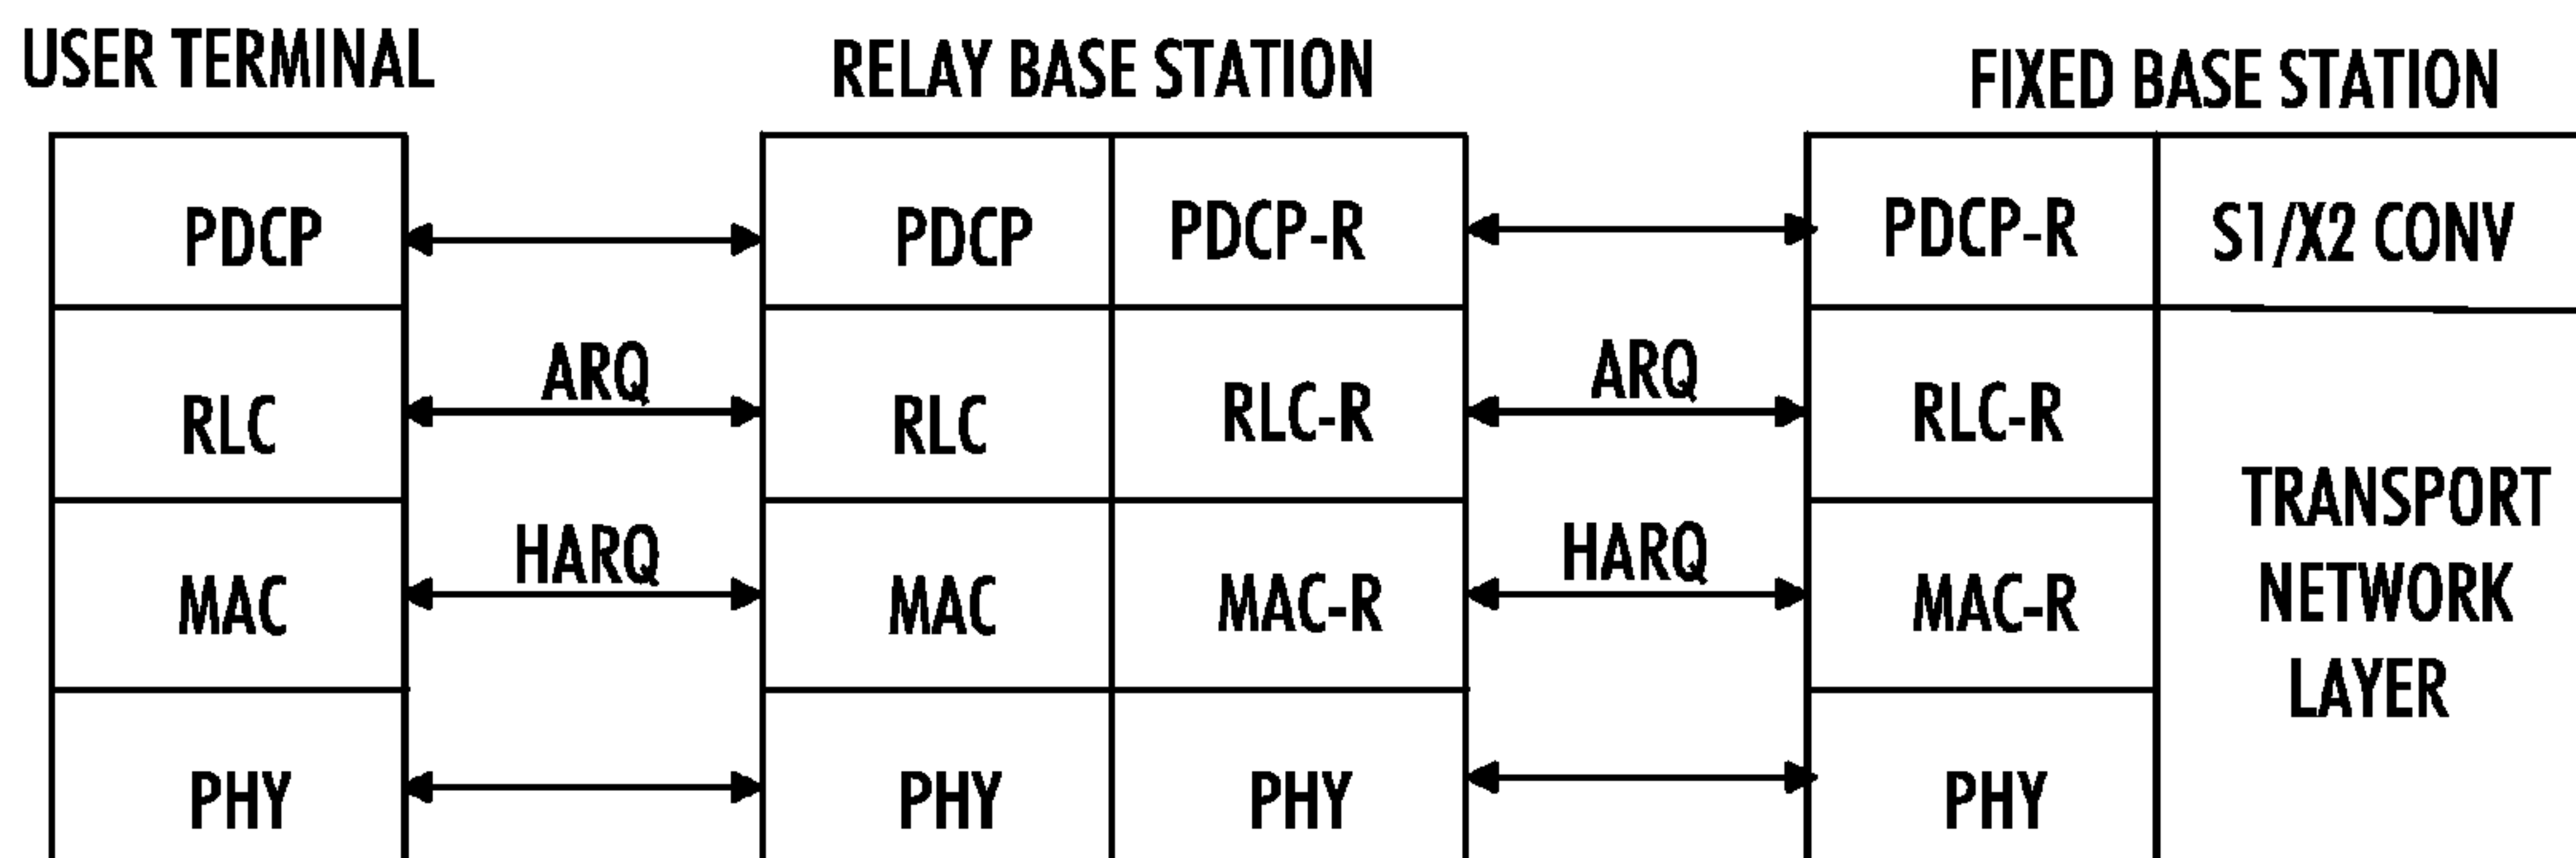 USER TERMINAL
RELAY BASE STATION
FIXED BASE STATION
PDCP
PDCP
PDCP-R
PDCP-R
S1/X2 CONV
ARQ
ARQ
RLC
RLC
RLC-R
RLC-R
HARQ
HARQ
MAC
MAC
MAC-R
MAC-R
TRANSPORT
NETWORK
LAYER
PHY
PHY
PHY
PHY